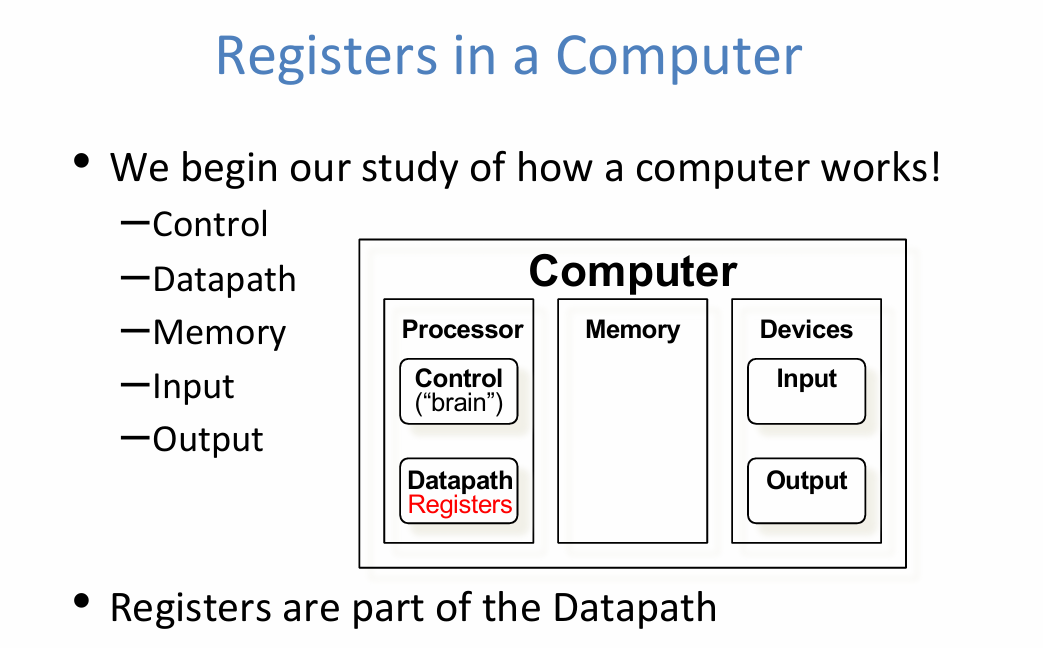 Registers in a Computer
• We begin our study of how a computer works!
–Control
–Datapath
–Memory
–Input
–Output
Computer
Processor
Control
(“brain”)
Datapath
Registers
Memory
Devices
Input
Output
• Registers are part of the Datapath